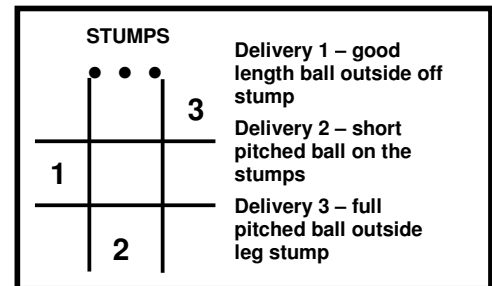 STUMPS
3
1
2
Delivery 1 – good
length ball outside off
stump
Delivery 2 – short
pitched ball on the
stumps
Delivery 3 – full
pitched ball outside
leg stump